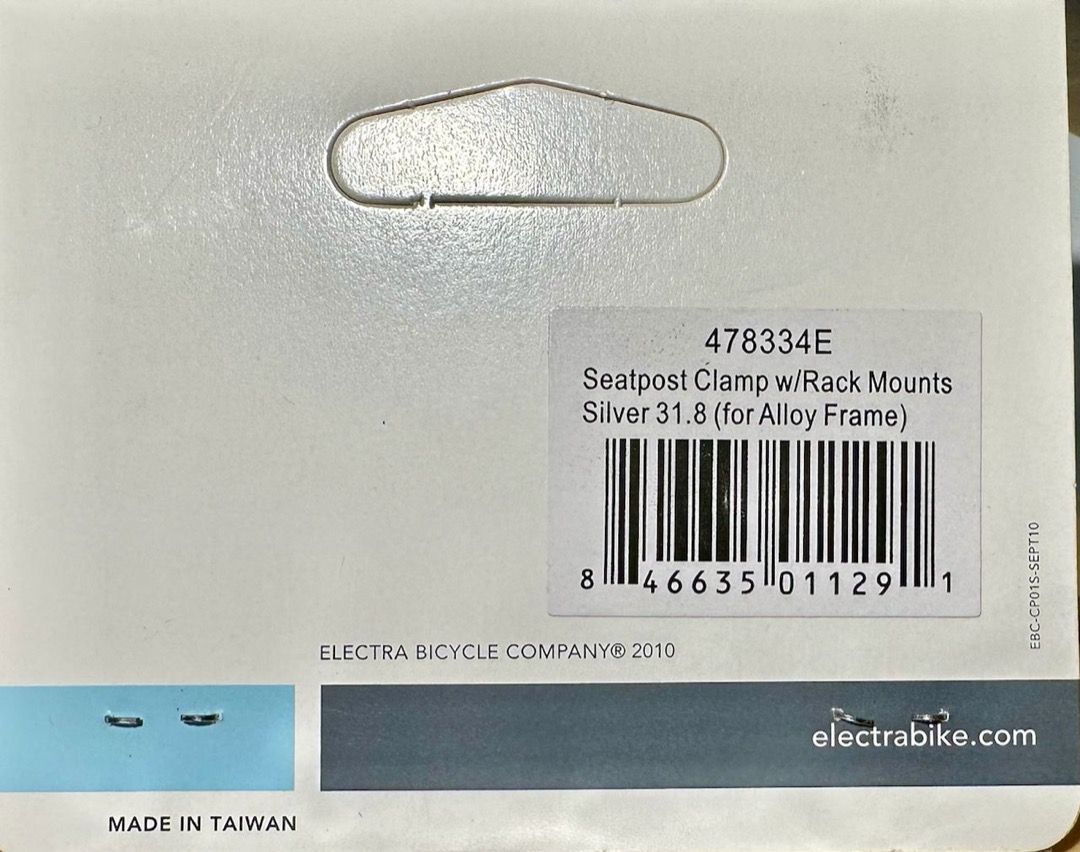 478334E
Seatpost Clamp w/Rack Mounts
Silver 31.8 (for Alloy Frame)
8 46635 01129 1
EBC-CP01S-SEPT10
ELECTRA BICYCLE COMPANY® 2010
electrabike.com
MADE IN TAIWAN